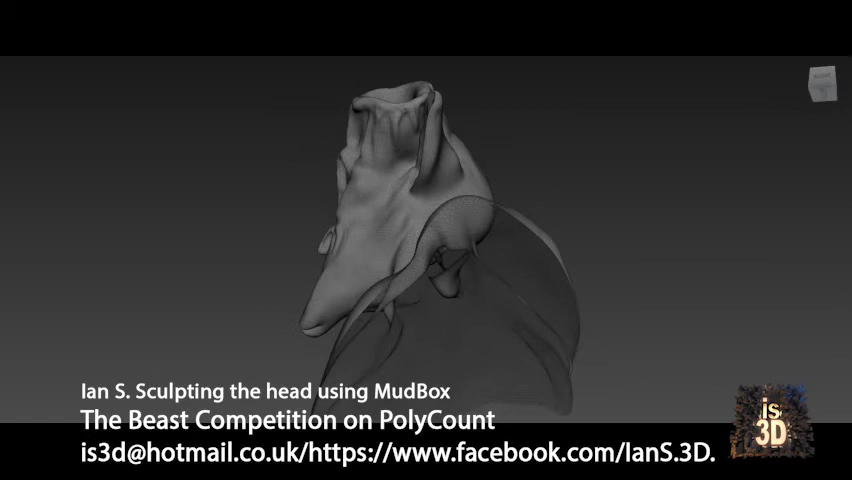 Ian S. Sculpting the head using MudBox
The Beast Competition on PolyCount
is3d@hotmail.co.uk/https://www.facebook.com/IanS.3D.
is
3D